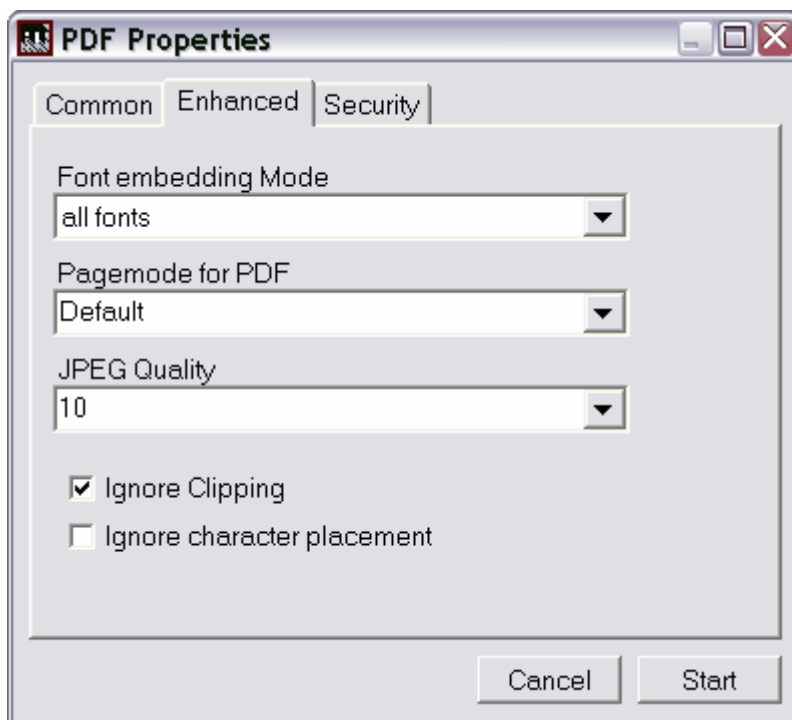 PDF Properties
Common Enhanced Security
Font embedding Mode
all fonts
Pagemode for PDF
Default
JPEG Quality
10
Ignore Clipping
Ignore character placement
Cancel Start